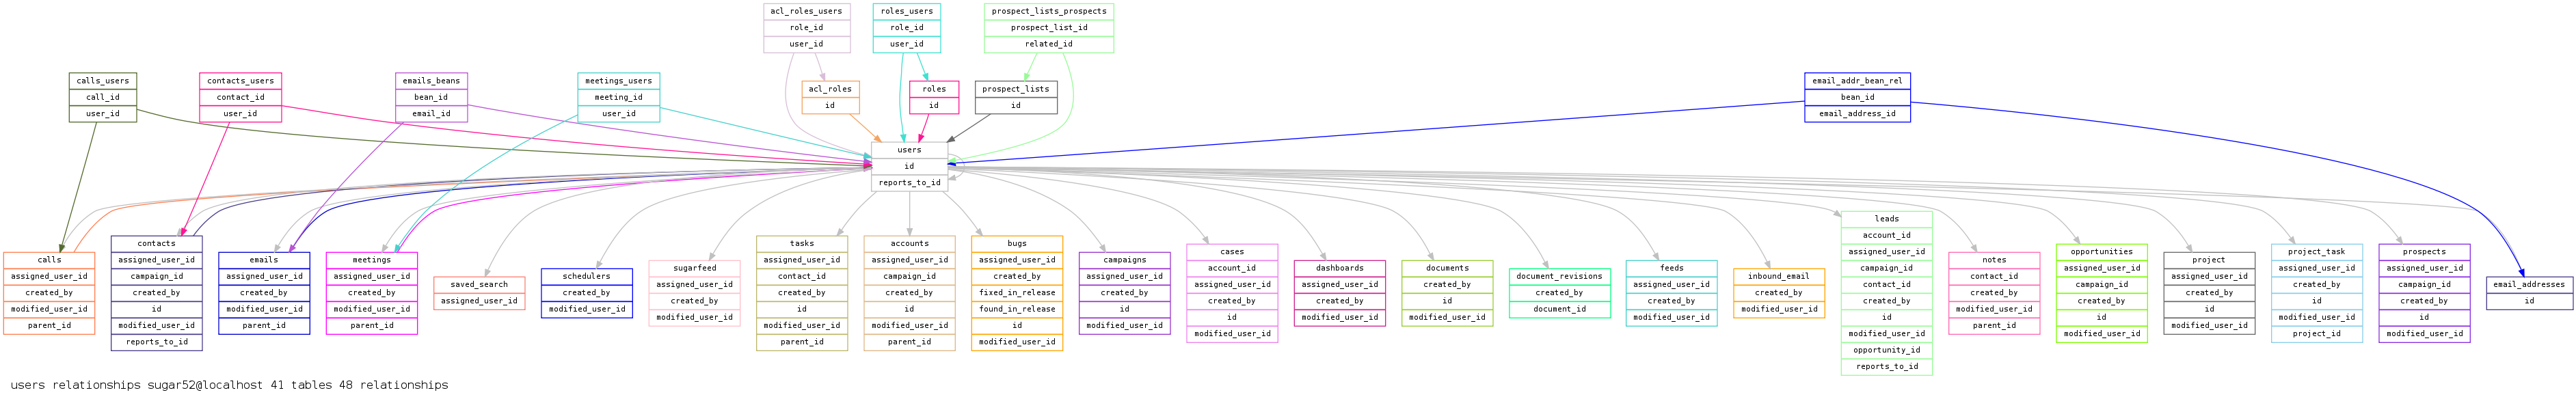 acl_roles_users
role_id
user_id
roles_users
role_id
user_id
prospect_lists_prospects
prospect_list_id
related_id
calls_users
call_id
user_id
contacts_users
contact_id
user_id
emails_beans
bean_id
email_id
meetings_users
meeting_id
user_id
acl_roles
id
roles
id
prospect_lists
id
email_addr_bean_rel
bean_id
email_address_id
users
id
reports_to_id
calls
assigned_user_id
created_by
modified_user_id
parent_id
contacts
assigned_user_id
campaign_id
created_by
id
modified_user_id
reports_to_id
emails
assigned_user_id
created_by
modified_user_id
parent_id
meetings
assigned_user_id
created_by
modified_user_id
parent_id
saved_search
assigned_user_id
schedulers
created_by
modified_user_id
sugarfeed
assigned_user_id
created_by
modified_user_id
tasks
assigned_user_id
contact_id
created_by
id
modified_user_id
parent_id
accounts
assigned_user_id
campaign_id
created_by
id
modified_user_id
parent_id
bugs
assigned_user_id
created_by
fixed_in_release
found_in_release
id
modified_user_id
campaigns
assigned_user_id
created_by
id
modified_user_id
cases
account_id
assigned_user_id
created_by
id
modified_user_id
dashboards
assigned_user_id
created_by
modified_user_id
documents
created_by
id
modified_user_id
document_revisions
created_by
document_id
feeds
assigned_user_id
created_by
modified_user_id
inbound_email
created_by
modified_user_id
leads
account_id
assigned_user_id
campaign_id
contact_id
created_by
id
modified_user_id
opportunity_id
reports_to_id
notes
contact_id
created_by
modified_user_id
parent_id
opportunities
assigned_user_id
campaign_id
created_by
id
modified_user_id
project
assigned_user_id
created_by
id
modified_user_id
project_task
assigned_user_id
created_by
id
modified_user_id
project_id
prospects
assigned_user_id
campaign_id
created_by
id
modified_user_id
email_addresses
id
users relationships sugar52@localhost 41 tables 48 relationships